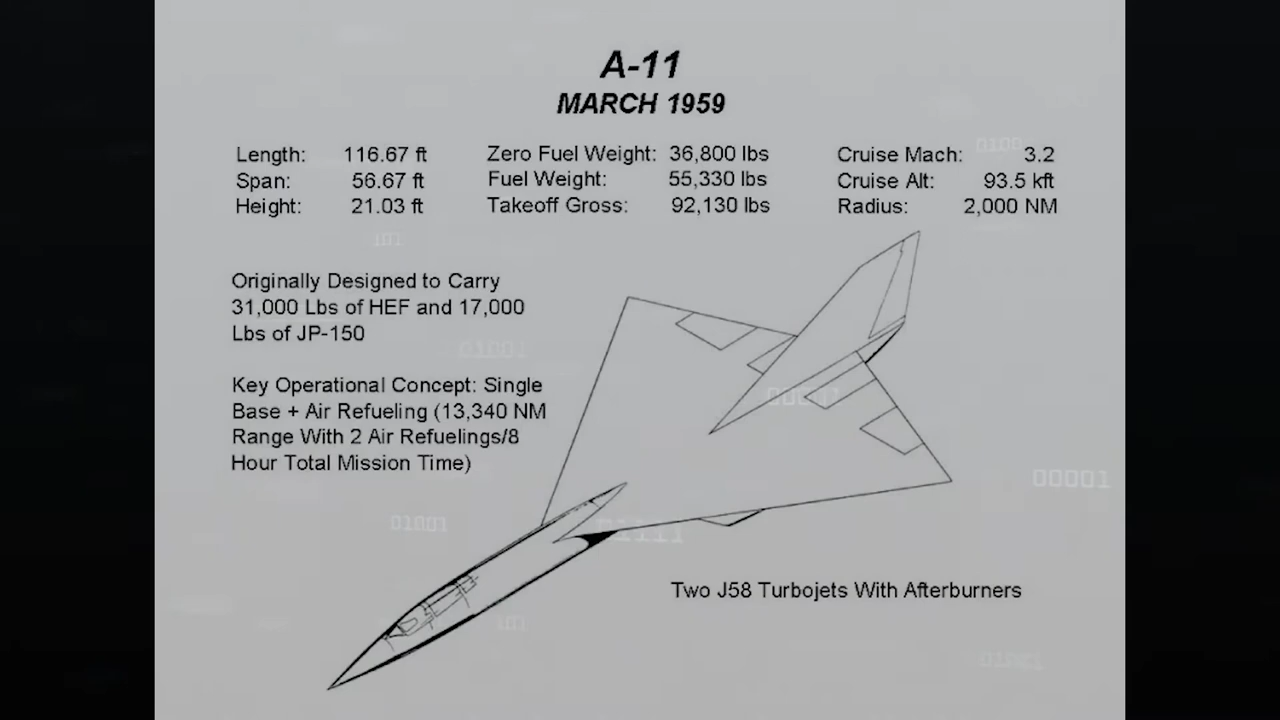 A-11
MARCH 1959
Length: 116.67 ft
Span: 56.67 ft
Height: 21.03 ft
Zero Fuel Weight: 36,800 lbs
Fuel Weight: 55,330 lbs
Takeoff Gross: 92,130 lbs
Cruise Mach: 3.2
Cruise Alt: 93.5 kft
Radius: 2,000 NM
Originally Designed to Carry
31,000 Lbs of HEF and 17,000
Lbs of JP-150
Key Operational Concept: Single
Base + Air Refueling (13,340 NM
Range With 2 Air Refuelings/8
Hour Total Mission Time)
Two J58 Turbojets With Afterburners
00001
01001